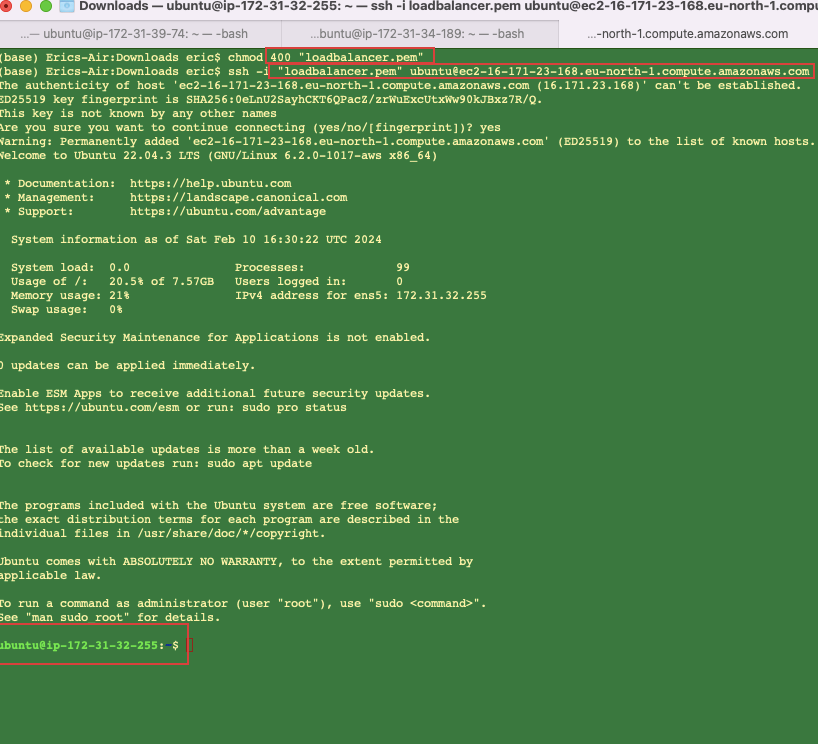 Downloads — ubuntu@ip-172-31-32-255: ~ — ssh -i loadbalancer.pem ubuntu@ec2-16-171-23-168.eu-north-1.compu
...— ubuntu@ip-172-31-39-74: ~ — -bash
...buntu@ip-172-31-34-189: ~ — -bash
...-north-1.compute.amazonaws.com
(base) Erics-Air:Downloads eric$ chmod 400 "loadbalancer.pem"
(base) Erics-Air:Downloads eric$ ssh -i "loadbalancer.pem" ubuntu@ec2-16-171-23-168.eu-north-1.compute.amazonaws.com
The authenticity of host 'ec2-16-171-23-168.eu-north-1.compute.amazonaws.com (16.171.23.168)' can't be established.
ED25519 key fingerprint is SHA256:0eLnU2SayhCKT6QPacZ/zrWuExcUtxWw90kJBxz7R/Q.
This key is not known by any other names
Are you sure you want to continue connecting (yes/no/[fingerprint])? yes
Warning: Permanently added 'ec2-16-171-23-168.eu-north-1.compute.amazonaws.com' (ED25519) to the list of known hosts.
Welcome to Ubuntu 22.04.3 LTS (GNU/Linux 6.2.0-1017-aws x86_64)
* Documentation:  https://help.ubuntu.com
* Management:     https://landscape.canonical.com
* Support:        https://ubuntu.com/advantage
System information as of Sat Feb 10 16:30:22 UTC 2024
System load:  0.0                Processes:             99
Usage of /:   20.5% of 7.57GB   Users logged in:       0
Memory usage: 21%               IPv4 address for ens5: 172.31.32.255
Swap usage:   0%
Expanded Security Maintenance for Applications is not enabled.
0 updates can be applied immediately.
Enable ESM Apps to receive additional future security updates.
See https://ubuntu.com/esm or run: sudo pro status
The list of available updates is more than a week old.
To check for new updates run: sudo apt update
The programs included with the Ubuntu system are free software;
the exact distribution terms for each program are described in the
individual files in /usr/share/doc/*/copyright.
Ubuntu comes with ABSOLUTELY NO WARRANTY, to the extent permitted by
applicable law.
To run a command as administrator (user "root"), use "sudo <command>".
See "man sudo_root" for details.
ubuntu@ip-172-31-32-255:~$